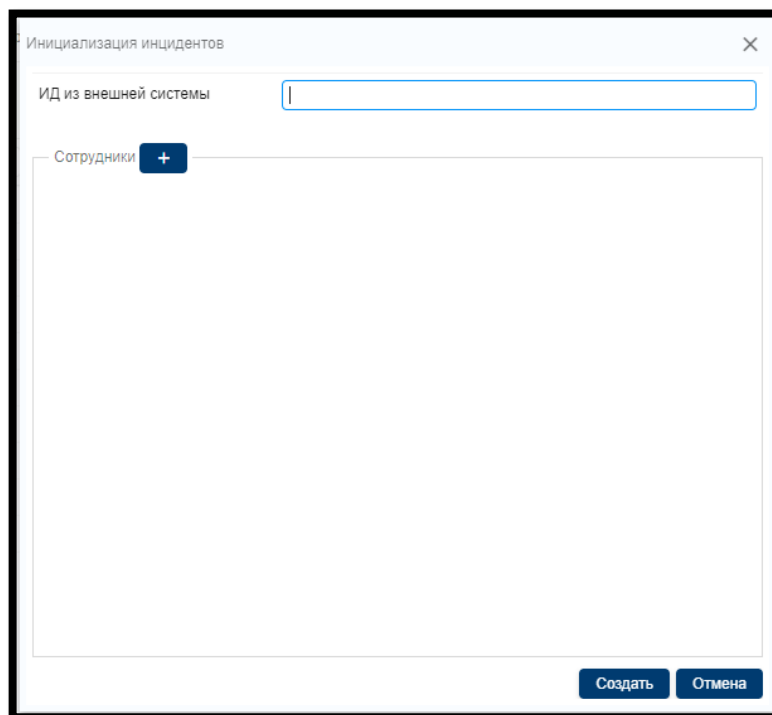 Инициализация инцидентов
ИД из внешней системы
Сотрудники +
Создать Отмена